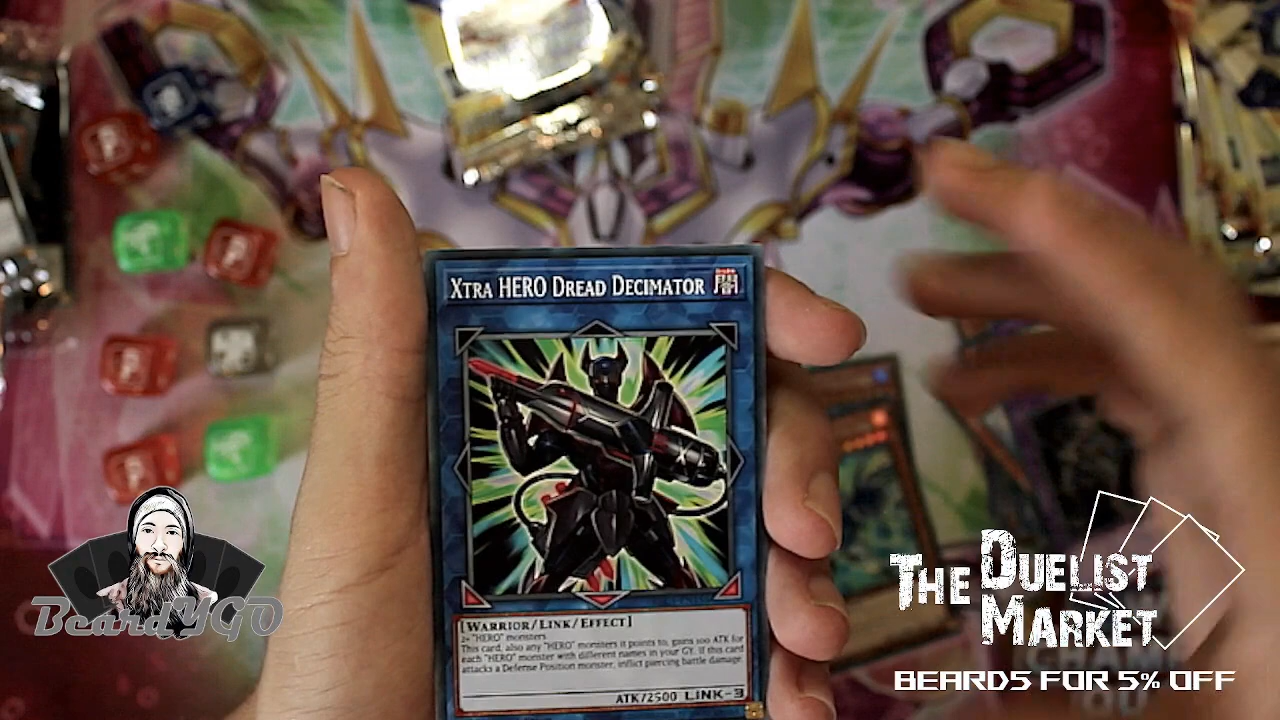 XTRA HERO DREAD DECIMATOR
[WARRIOR/LINK/EFFECT]
2+ "HERO" monsters
This card, also any "HERO" monsters it points to, gains 100 ATK for
each "HERO" monster with different names in your GY. If this card
attacks a Defense Position monster, inflict piercing battle damage.
ATK/2500 LINK-3
BeardYGO
THE DUELIST
MARKET
BEARD5 FOR 5% OFF